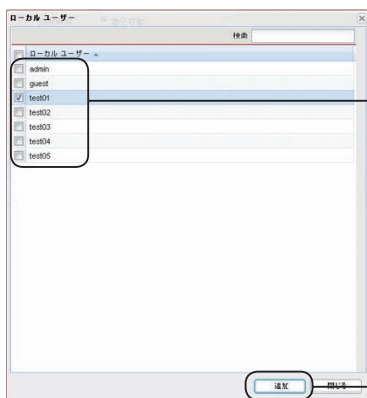 ローカル ユーザー
検索
ローカル ユーザー
admin
guest
test01
test02
test03
test04
test05
追加
閉じる